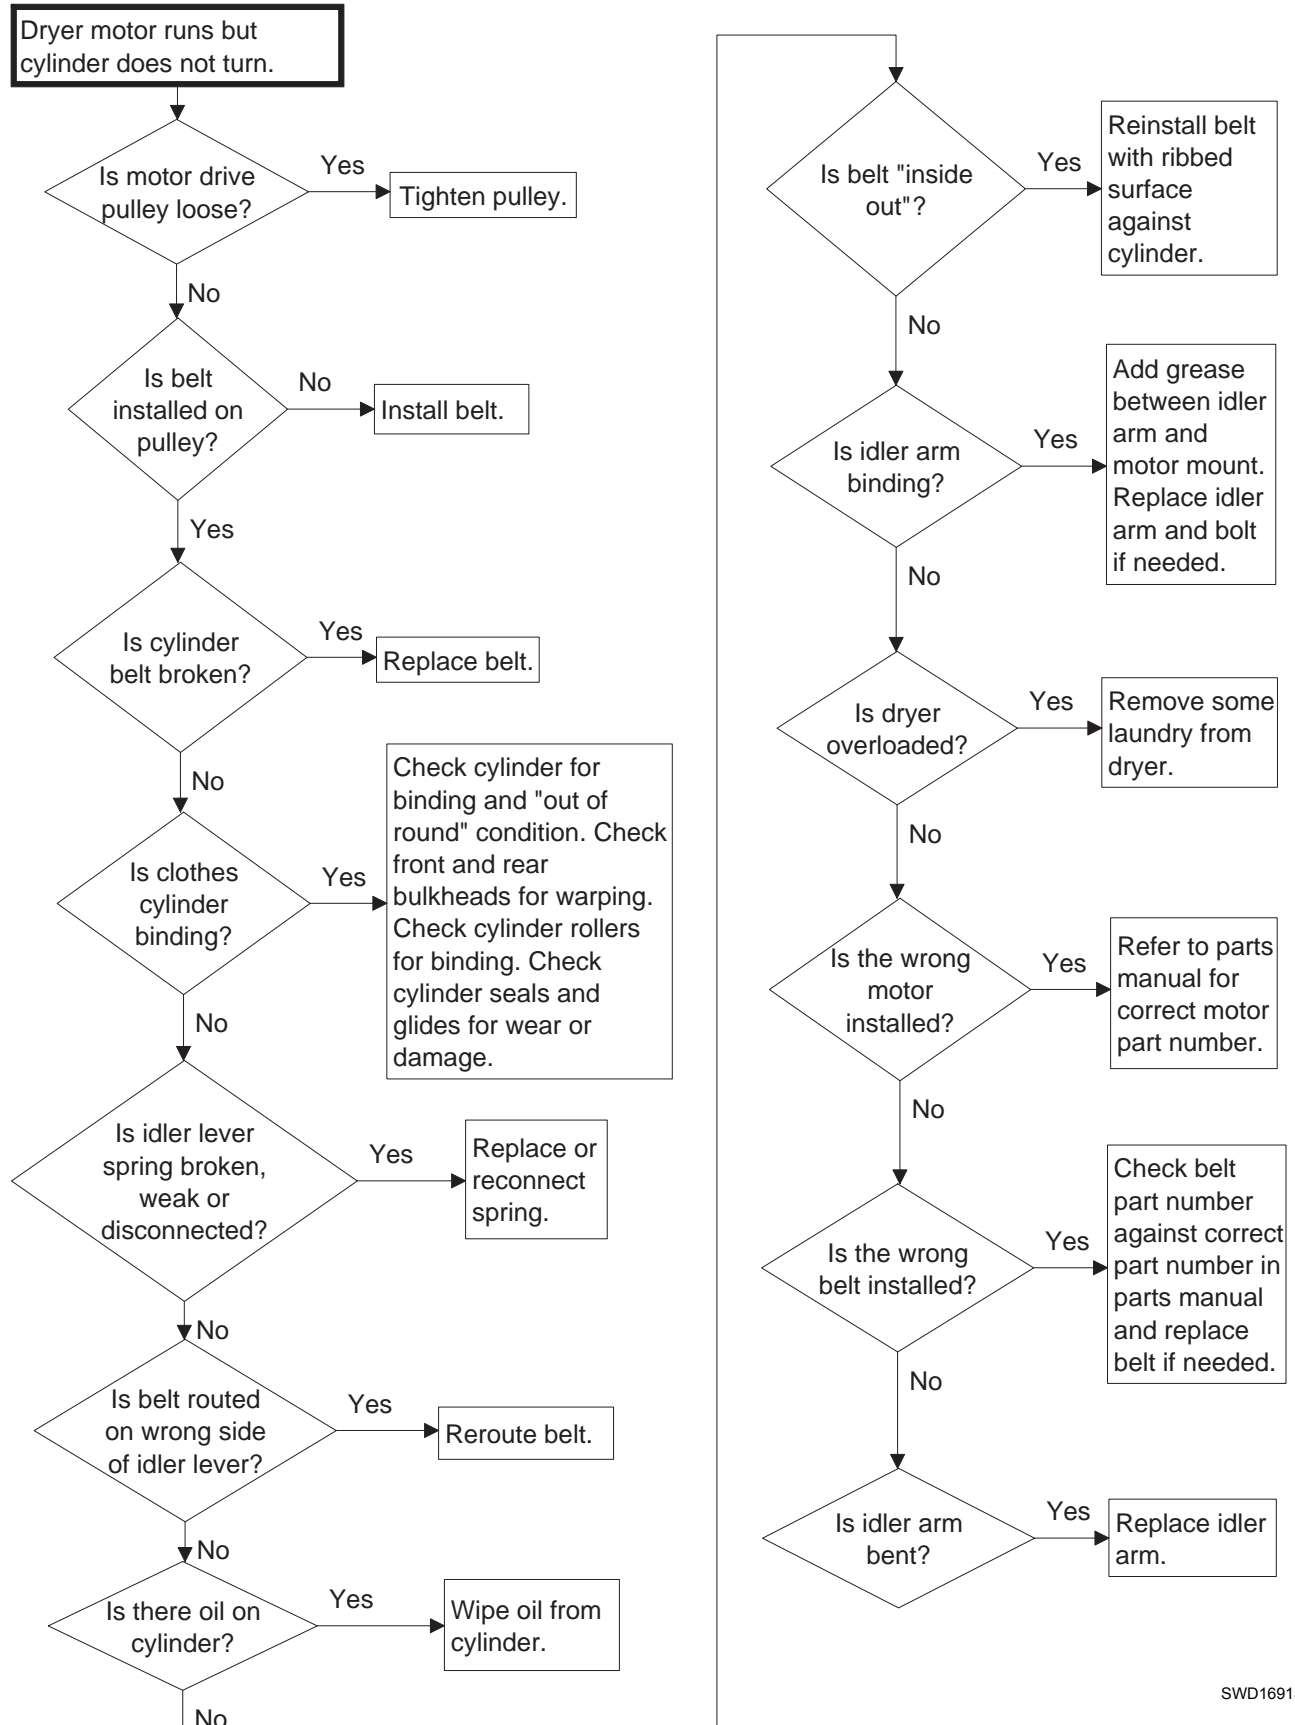 Dryer motor runs but
cylinder does not turn.
Is motor drive
pulley loose?
Yes
Tighten pulley.
No
Is belt
installed on
pulley?
No
Install belt.
Yes
Is cylinder
belt broken?
Yes
Replace belt.
No
Is clothes
cylinder
binding?
Yes
Check cylinder for
binding and "out of
round" condition. Check
front and rear
bulkheads for warping.
Check cylinder rollers
for binding. Check
cylinder seals and
glides for wear or
damage.
No
Is idler lever
spring broken,
weak or
disconnected?
Yes
Replace or
reconnect
spring.
No
Is belt routed
on wrong side
of idler lever?
Yes
Reroute belt.
No
Is there oil on
cylinder?
Yes
Wipe oil from
cylinder.
No
Is belt "inside
out"?
Yes
Reinstall belt
with ribbed
surface
against
cylinder.
No
Is idler arm
binding?
Yes
Add grease
between idler
arm and
motor mount.
Replace idler
arm and bolt
if needed.
No
Is dryer
overloaded?
Yes
Remove some
laundry from
dryer.
No
Is the wrong
motor
installed?
Yes
Refer to parts
manual for
correct motor
part number.
No
Is the wrong
belt installed?
Yes
Check belt
part number
against correct
part number in
parts manual
and replace
belt if needed.
No
Is idler arm
bent?
Yes
Replace idler
arm.